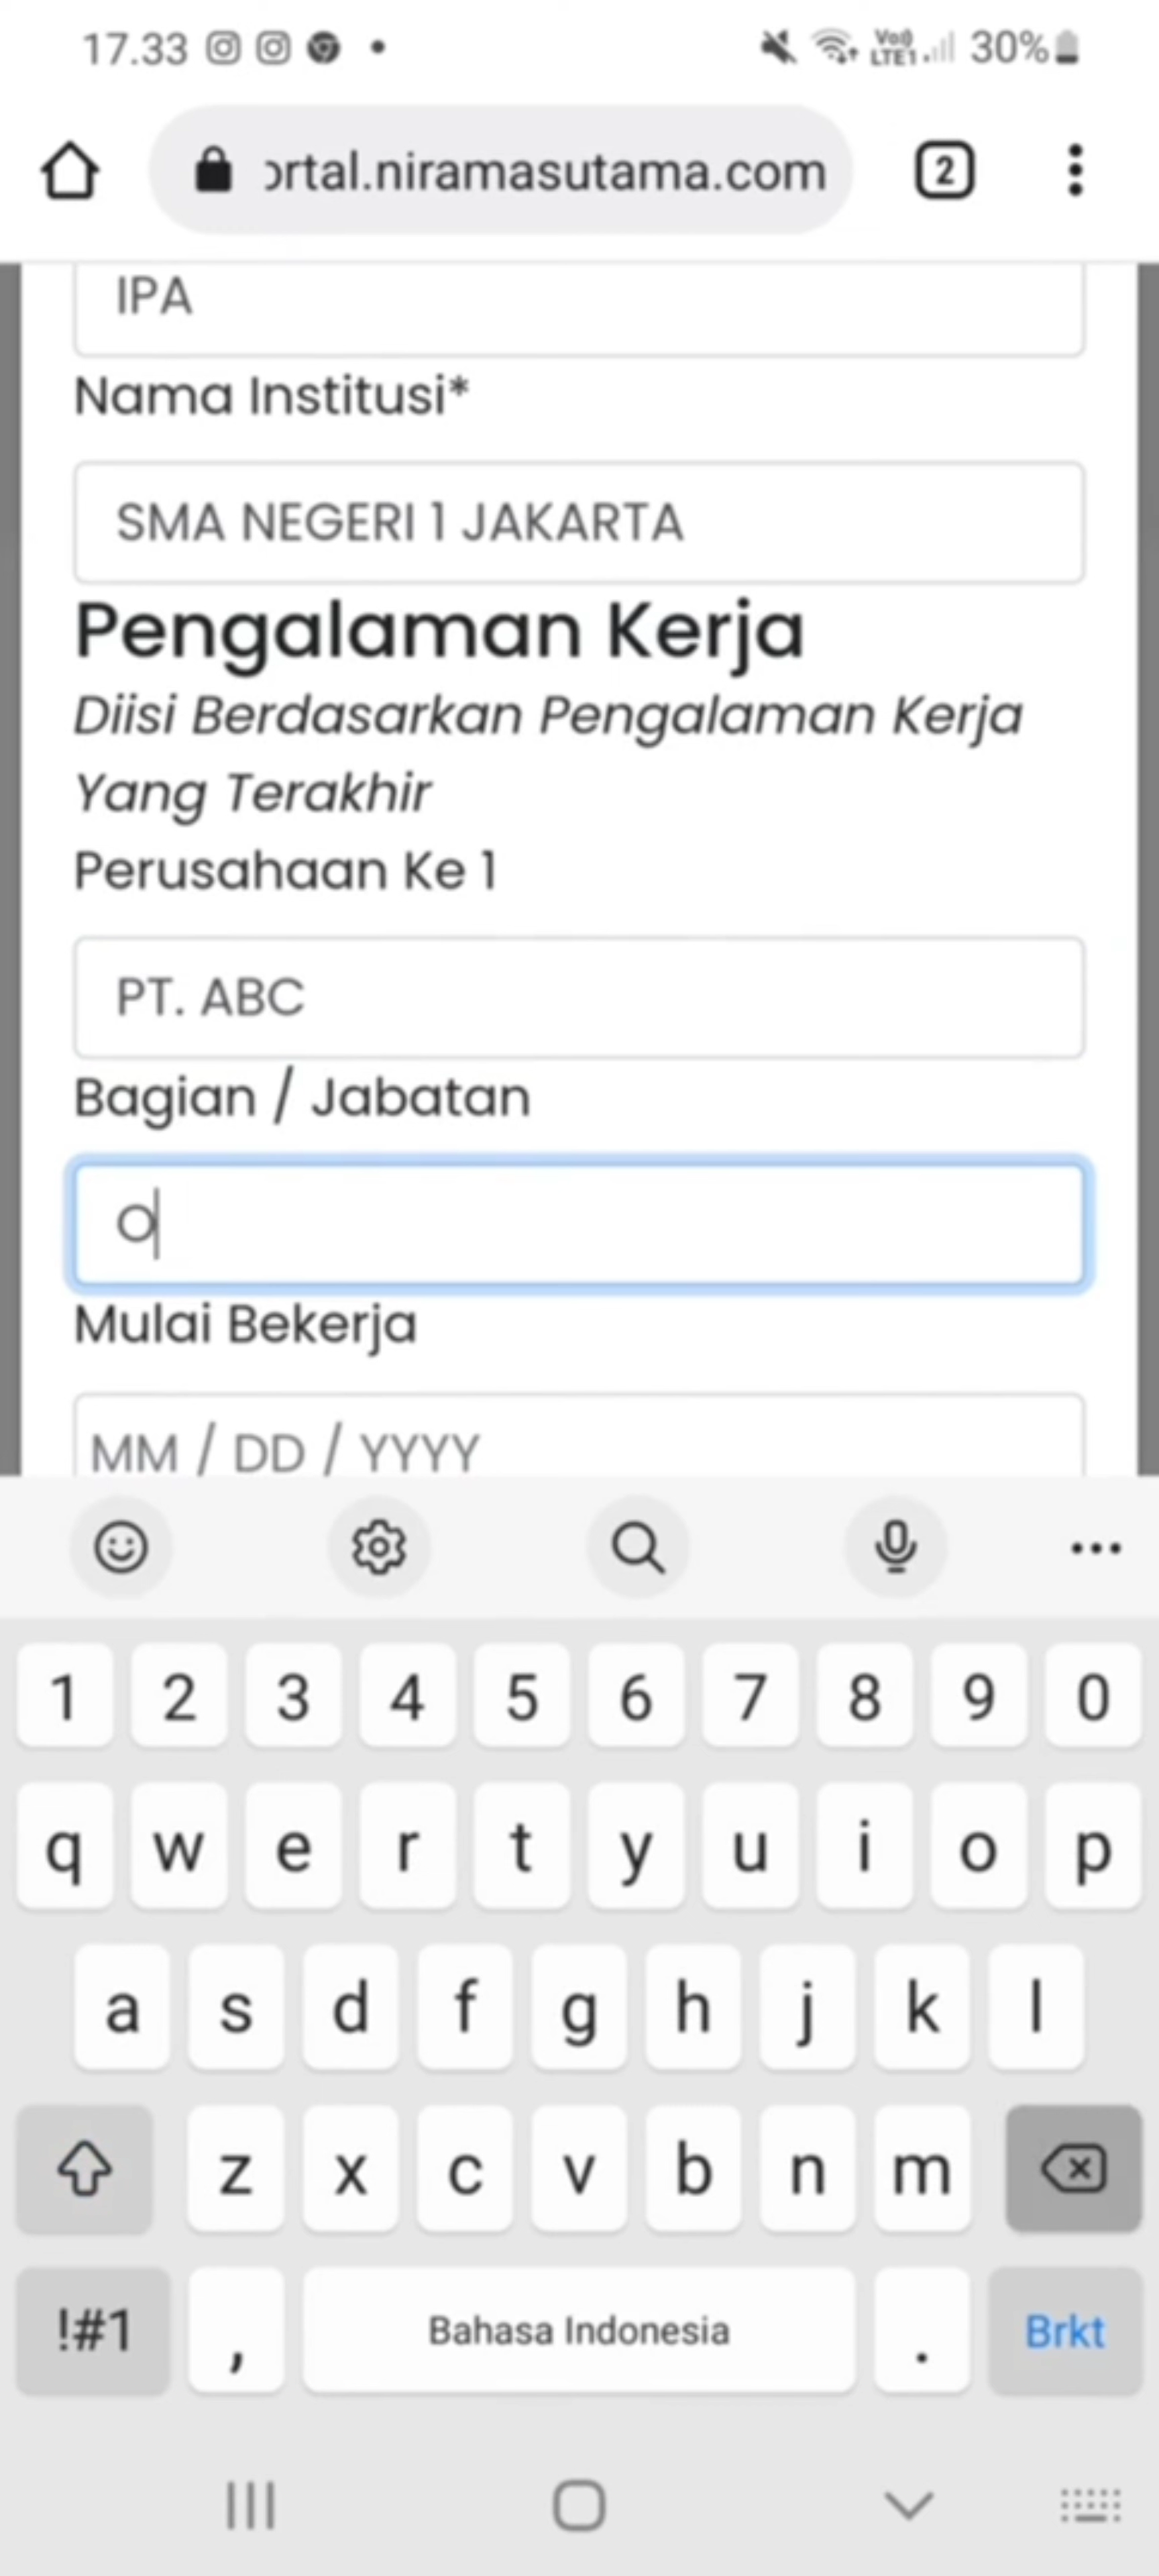 17.33 30%
Vo)) LTE1
ortal.niramasutama.com 2
IPA
Nama Institusi*
SMA NEGERI 1 JAKARTA
Pengalaman Kerja
Diisi Berdasarkan Pengalaman Kerja
Yang Terakhir
Perusahaan Ke 1
PT. ABC
Bagian / Jabatan
O
Mulai Bekerja
MM / DD / YYYY
1 2 3 4 5 6 7 8 9 0
q w e r t y u i o p
a s d f g h j k l
z x c v b n m
!#1 , Bahasa Indonesia . Brkt